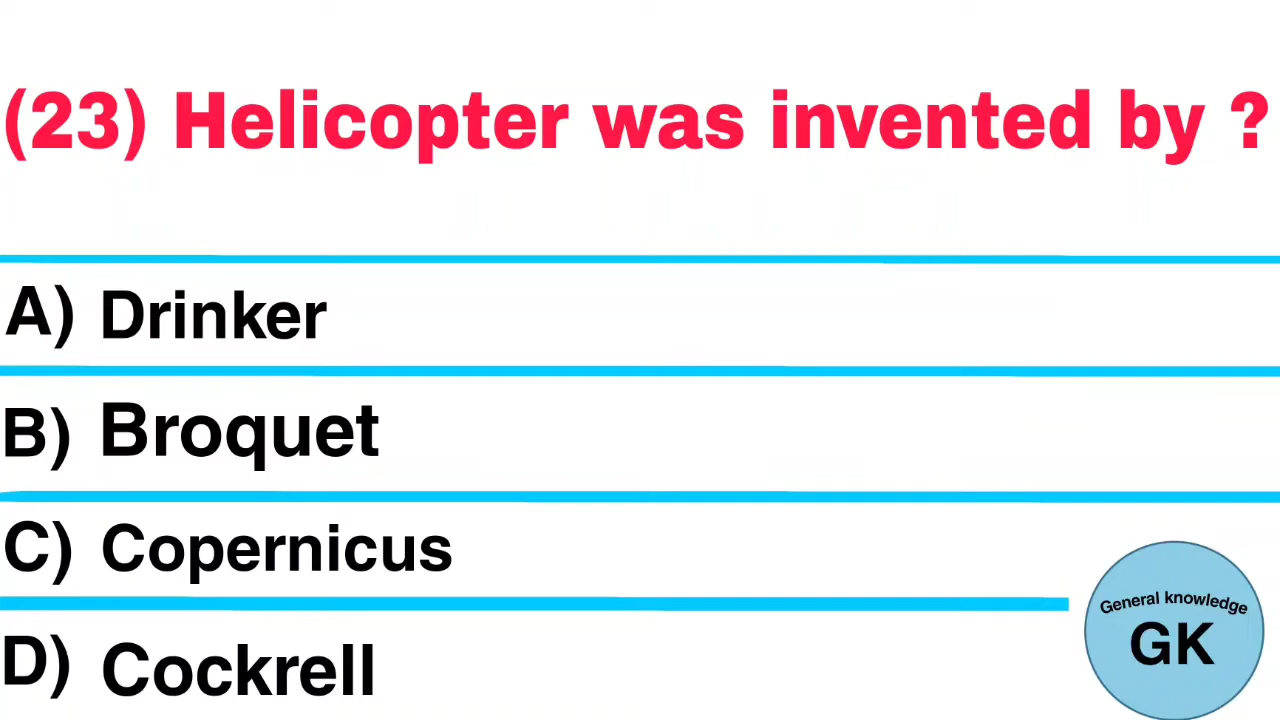 (23) Helicopter was invented by ?
A) Drinker
B) Broquet
C) Copernicus
D) Cockrell
General knowledge
GK